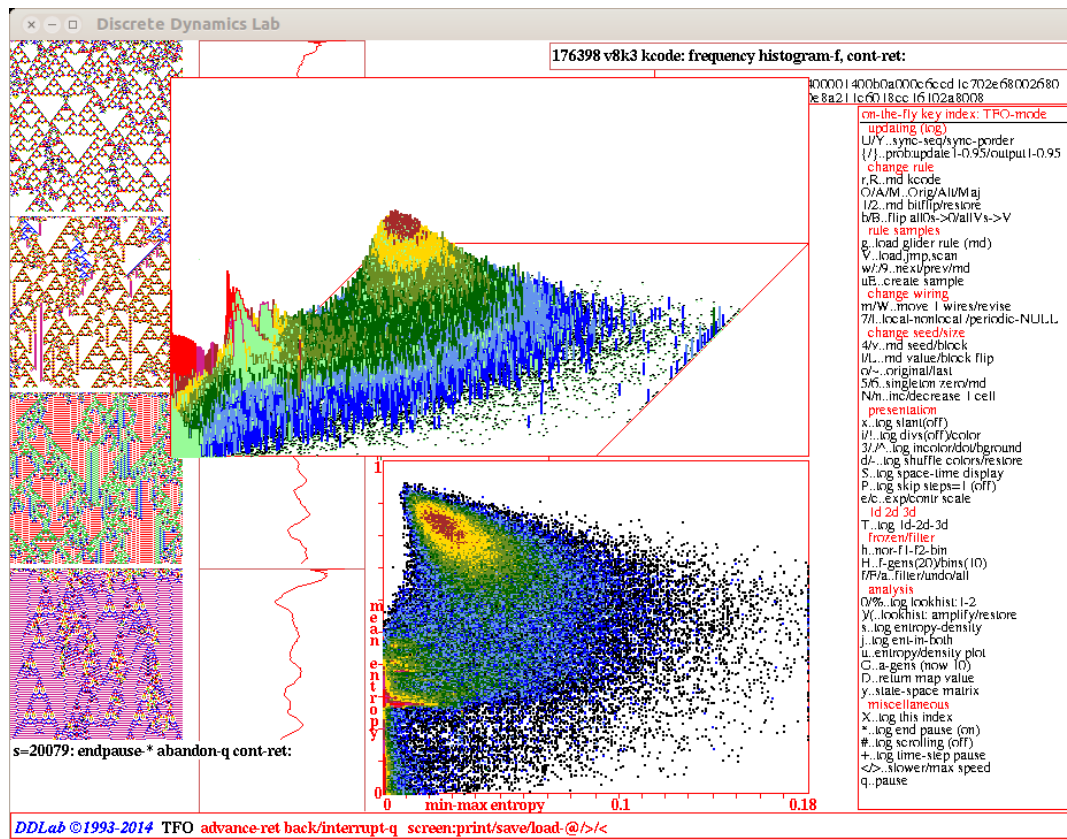 Discrete Dynamics Lab
176398 v8k3 kcode: frequency histogram-f, cont-ret:
400001400b0a000c6ccd1c702e68002680
0e8a211c6018cc16102a8008
on-the-fly key index: TFO-mode
updating (tog)
U/Y..sync-seq/sync-porder
{/}..prob:update 1-0.95/output 1-0.95
change rule
r,R..rnd kcode
O/A/M..Orig/Alt/Maj
1/2..rnd bitflip/restore
b/B..flip all0s->0/allVs->V
rule samples
g..load glider rule (rnd)
V..load,jmp,scan
w/:/9..next/prev/rnd
uE..create sample
change wiring
m/W..move 1 wires/revise
7/l..local-nonlocal /periodic-NULL
change seed/size
4/v..rnd seed/block
I/L..rnd value/block flip
o/~..original/last
5/6..singleton zero/rnd
N/n..inc/decrease 1 cell
presentation
x..tog slant(off)
i/!..tog divs(off)/color
3/./^..tog incolor/dot/bground
d/-..tog shuffle colors/restore
S..tog space-time display
P..tog skip steps=1 (off)
e/c..exp/contr scale
1d 2d 3d
T..tog 1d-2d-3d
frozen/filter
h..nor-f1-f2-bin
H..f-gens(20)/bins(10)
f/F/a..filter/undo/all
analysis
0/%..tog lookhist: 1-2
)/(..lookhist: amplify/restore
s..tog entropy-density
j..tog ent-in-both
u..entropy/density plot
G..a-gens (now 10)
D..return map value
y..state-space matrix
miscellaneous
X..tog this index
*..tog end pause (on)
#..tog scrolling (off)
+..tog time-step pause
</>..slower/max speed
q..pause
1
mean entropy
0
0 min-max entropy 0.1 0.18
s=20079: endpause-* abandon-q cont-ret:
DDLab ©1993-2014 TFO advance-ret back/interrupt-q screen:print/save/load-@/>/<